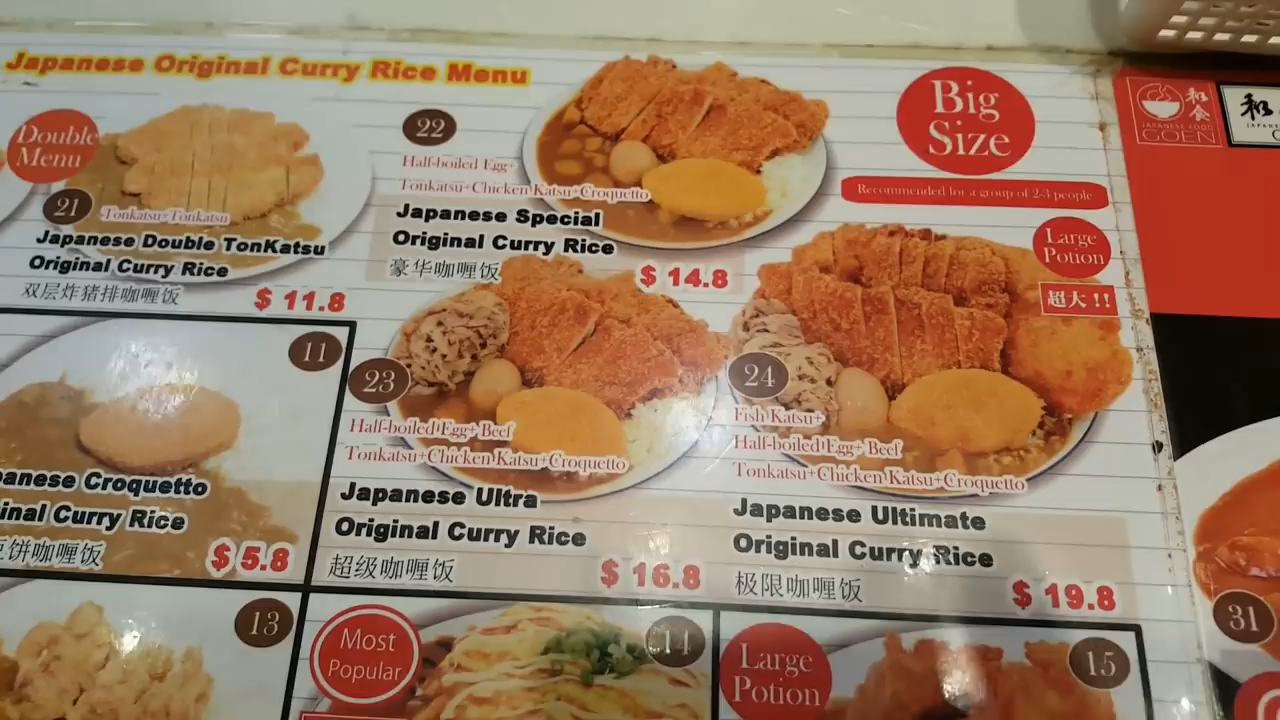 Japanese Original Curry Rice Menu
Double
Menu
21
Tonkatsu+Tonkatsu
Japanese Double TonKatsu
Original Curry Rice
双层炸猪排咖喱饭
$ 11.8
22
Half-boiled Egg+
Tonkatsu+Chicken Katsu+Croquetto
Japanese Special
Original Curry Rice
豪华咖喱饭
$ 14.8
Big
Size
Recommended for a group of 2-3 people
Large
Potion
超大 !!
和食
JAPANESE FOOD
GOEN
和
11
panese Croquetto
inal Curry Rice
饼咖喱饭
$ 5.8
23
Half-boiled Egg+ Beef
Tonkatsu+Chicken Katsu+Croquetto
Japanese Ultra
Original Curry Rice
超级咖喱饭
$ 16.8
24
Fish Katsu+
Half-boiled Egg+ Beef
Tonkatsu+Chicken Katsu+Croquetto
Japanese Ultimate
Original Curry Rice
极限咖喱饭
$ 19.8
13
Most
Popular
14
Large
Potion
15
31